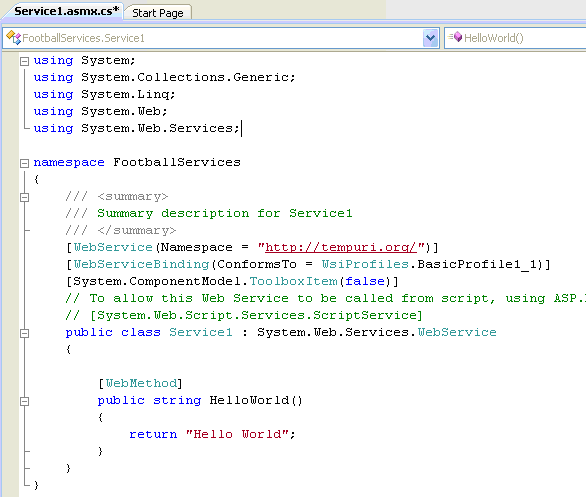 Service1.asmx.cs* Start Page
FootballServices.Service1 HelloWorld()
using System;
using System.Collections.Generic;
using System.Linq;
using System.Web;
using System.Web.Services;
namespace FootballServices
{
/// <summary>
/// Summary description for Service1
/// </summary>
[WebService(Namespace = "http://tempuri.org/")]
[WebServiceBinding(ConformsTo = WsiProfiles.BasicProfile1_1)]
[System.ComponentModel.ToolboxItem(false)]
// To allow this Web Service to be called from script, using ASP.
// [System.Web.Script.Services.ScriptService]
public class Service1 : System.Web.Services.WebService
{
[WebMethod]
public string HelloWorld()
{
return "Hello World";
}
}
}